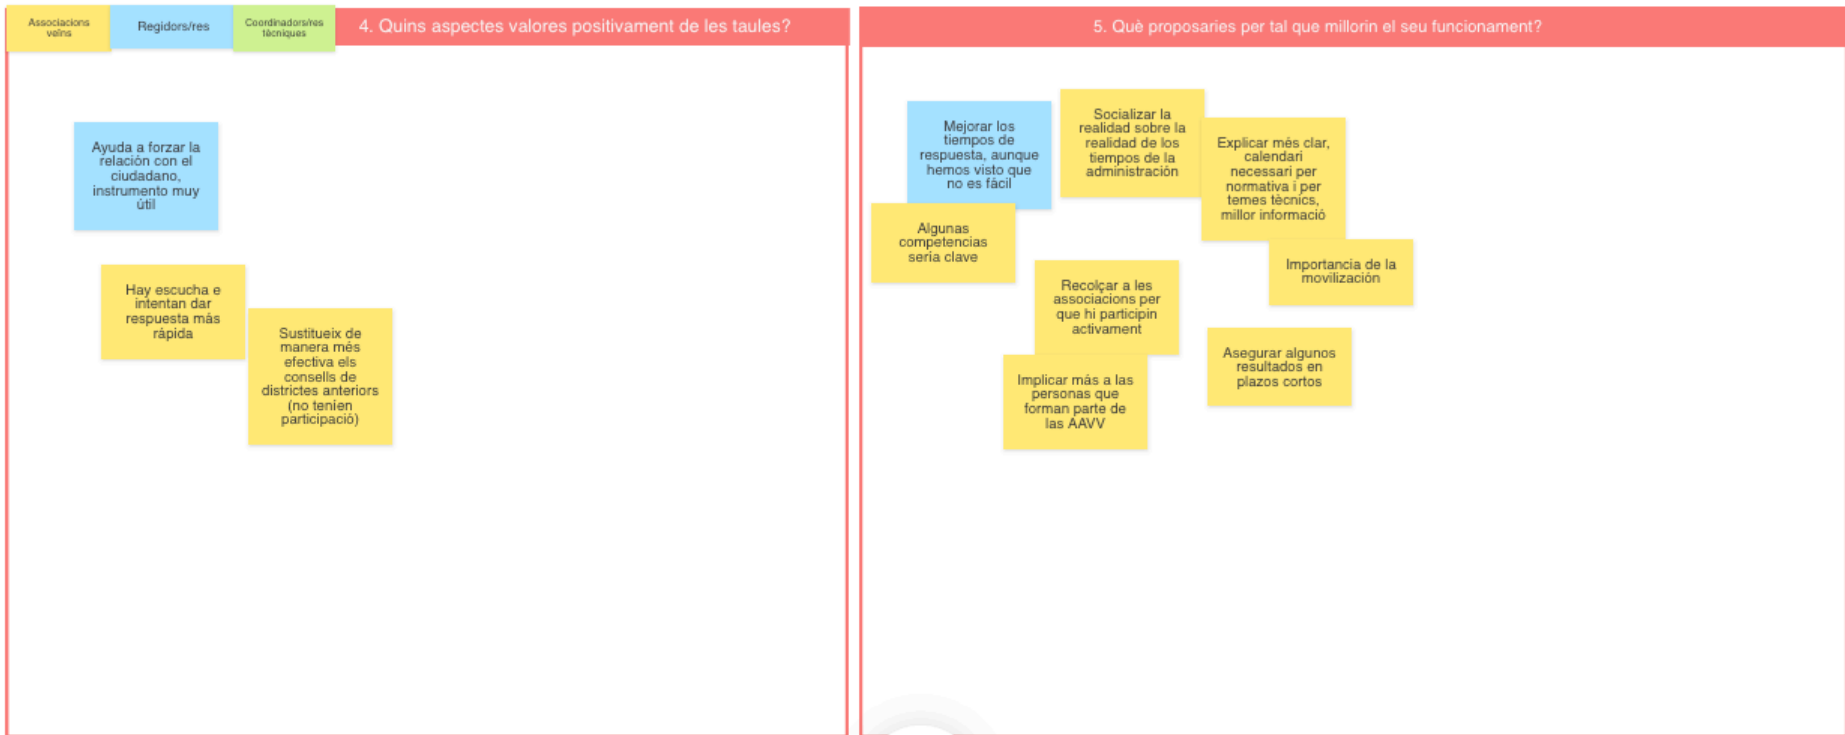 Associacions
veïns
Regidors/res
Coordinadors/res
tècniques
4. Quins aspectes valores positivament de les taules?
Ayuda a forzar la
relación con el
ciudadano,
instrumento muy
útil
Hay escucha e
intentan dar
respuesta más
rápida
Sustitueix de
manera més
efectiva els
consells de
districtes anteriors
(no tenien
participació)
5. Què proposaries per tal que millorin el seu funcionament?
Mejorar los
tiempos de
respuesta, aunque
hemos visto que
no es fácil
Socializar la
realidad sobre la
realidad de los
tiempos de la
administración
Explicar més clar,
calendari
necessari per
normativa i per
temes tècnics,
millor informació
Algunas
competencias
seria clave
Importancia de la
movilización
Recolçar a les
associacions per
que hi participin
activament
Asegurar algunos
resultados en
plazos cortos
Implicar más a las
personas que
forman parte de
las AAVV